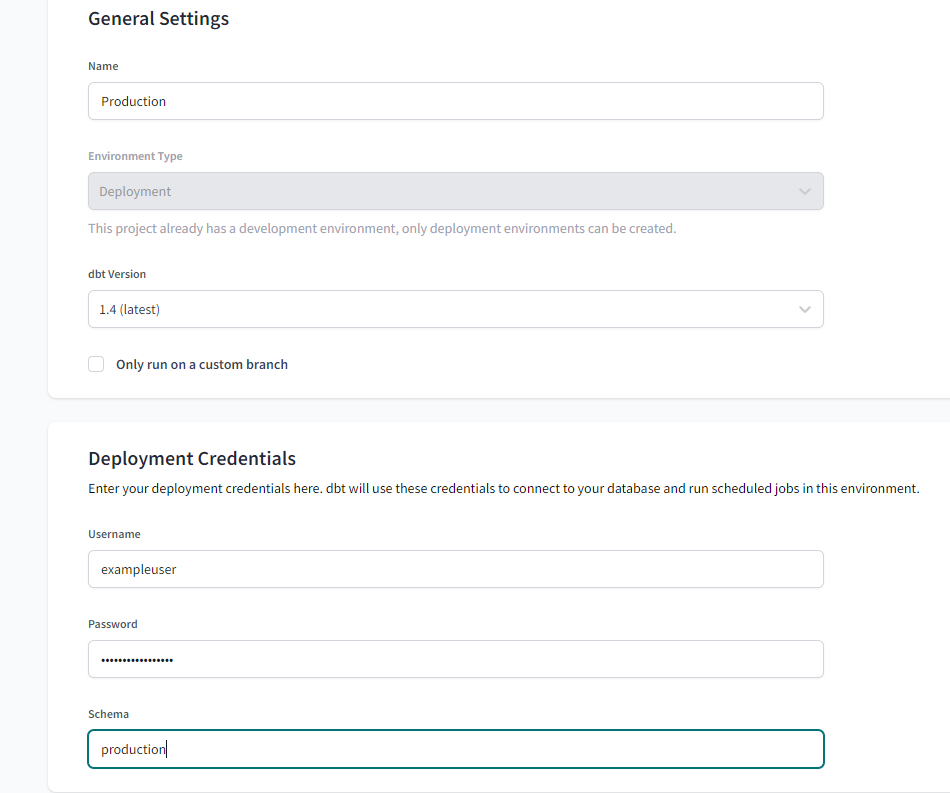 General Settings
Name
Production
Environment Type
Deployment
This project already has a development environment, only deployment environments can be created.
dbt Version
1.4 (latest)
Only run on a custom branch
Deployment Credentials
Enter your deployment credentials here. dbt will use these credentials to connect to your database and run scheduled jobs in this environment.
Username
exampleuser
Password
•••••••••••••••••
Schema
production